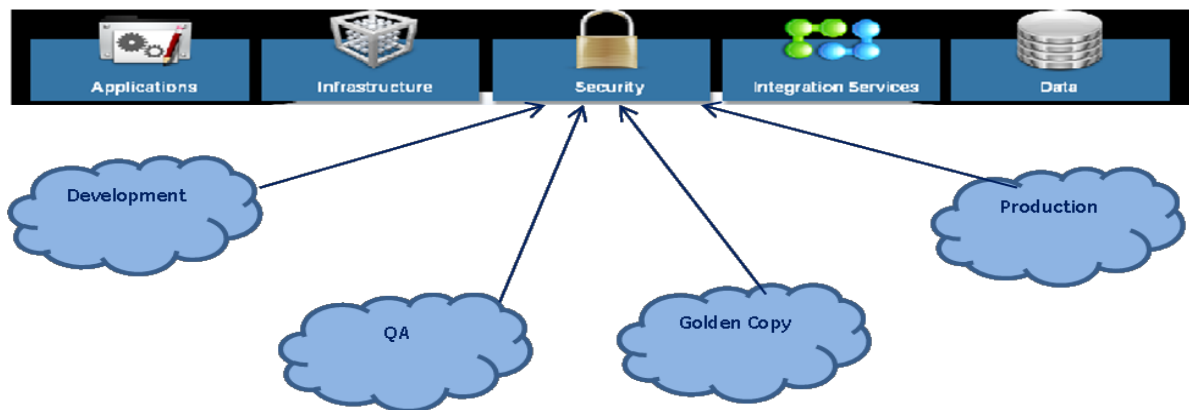 Applications
Infrastructure
Security
Integration Services
Data
Development
Production
QA
Golden Copy